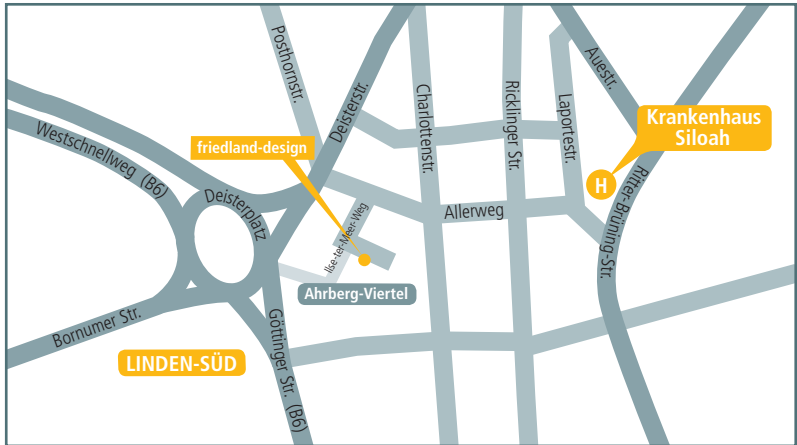 Posthornstr.
Deisterstr.
Charlottenstr.
Ricklinger Str.
Laportestr.
Auestr.
Krankenhaus
Siloah
H
Westschnellweg (B6)
friedland-design
Deisterplatz
Ilse-ter-Meer-Weg
Allerweg
Ritter-Brüning-Str.
Ahrberg-Viertel
Bornumer Str.
Göttinger Str. (B6)
LINDEN-SÜD